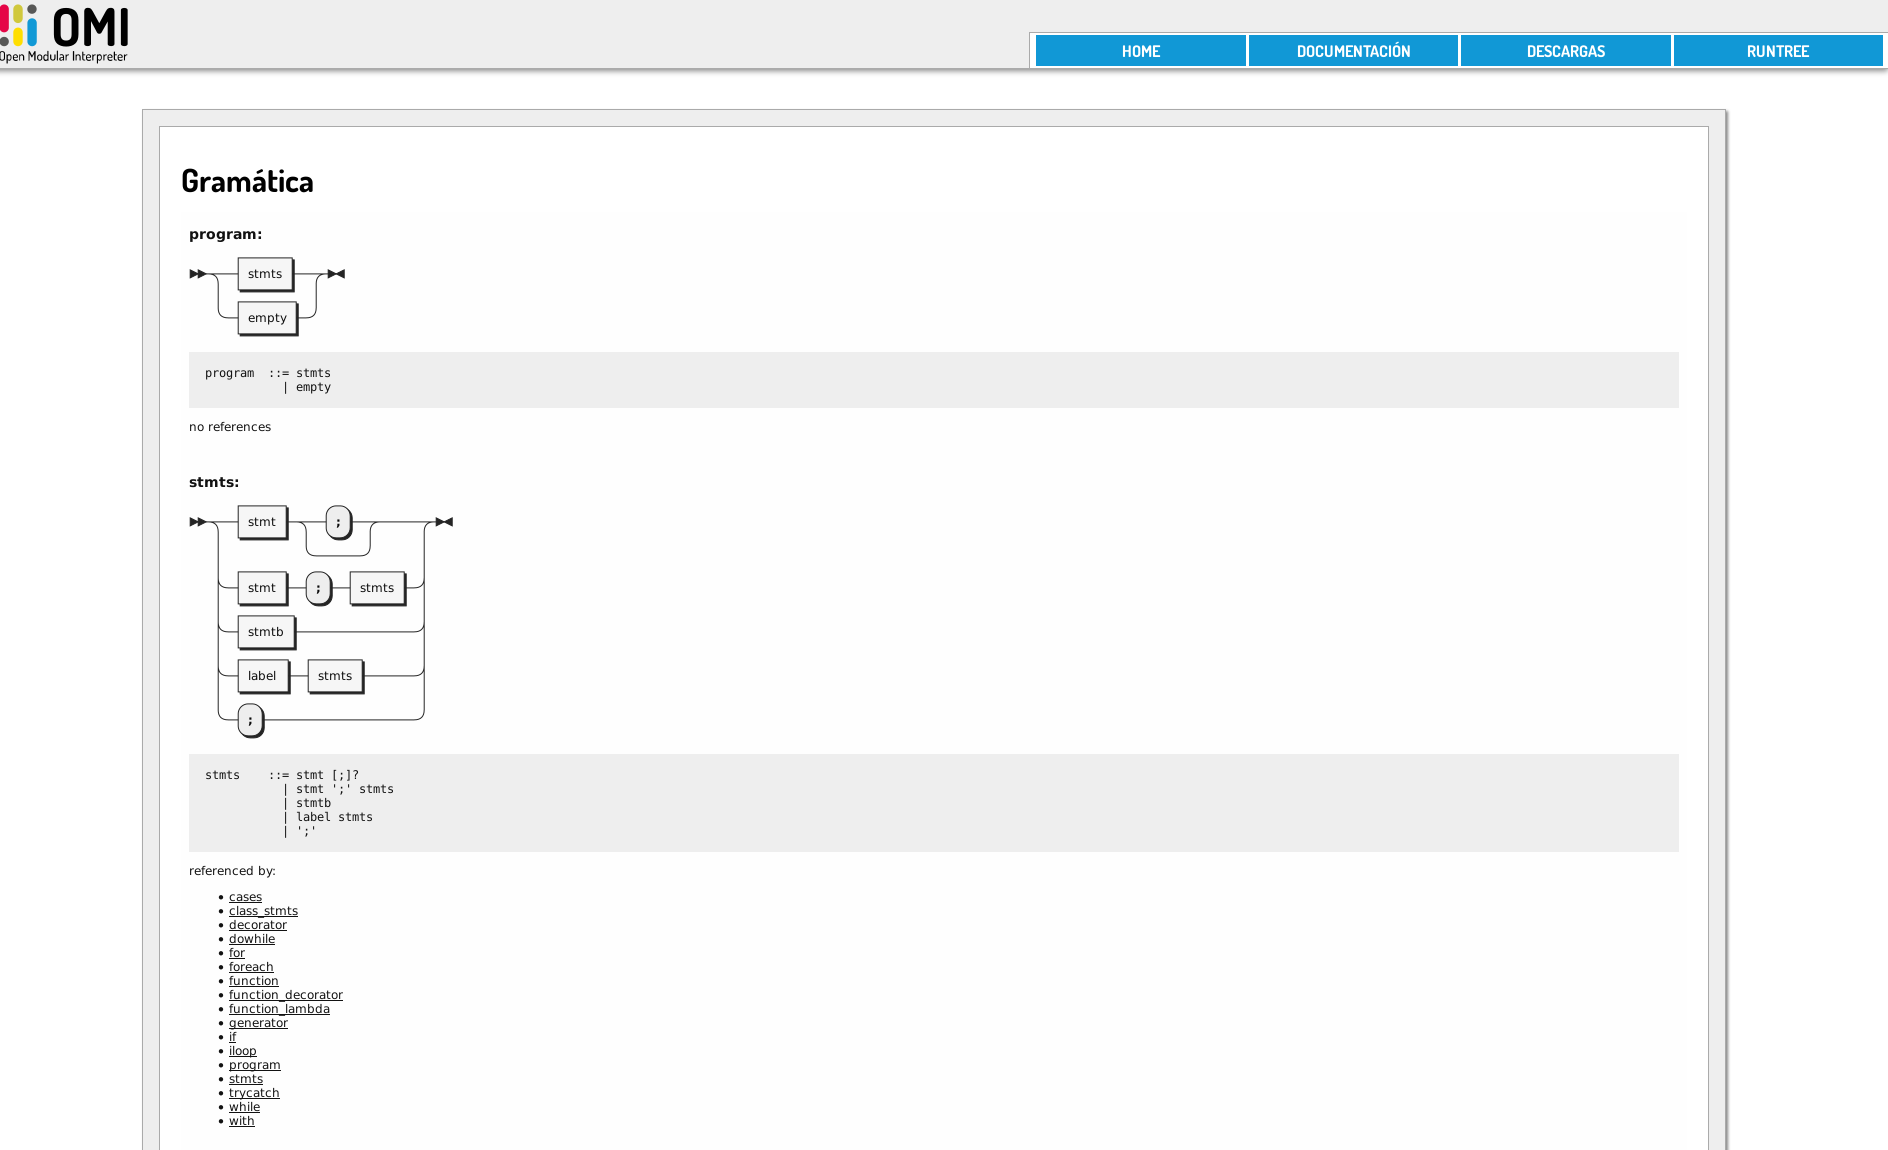 OMI
Open Modular Interpreter
HOME DOCUMENTACIÓN DESCARGAS RUNTREE
Gramática
program:
stmts
empty
program  ::= stmts
           | empty
no references
stmts:
stmt ;
stmt ; stmts
stmtb
label stmts
;
stmts    ::= stmt [;]?
           | stmt ';' stmts
           | stmtb
           | label stmts
           | ';'
referenced by:
• cases
• class_stmts
• decorator
• dowhile
• for
• foreach
• function
• function_decorator
• function_lambda
• generator
• if
• iloop
• program
• stmts
• trycatch
• while
• with